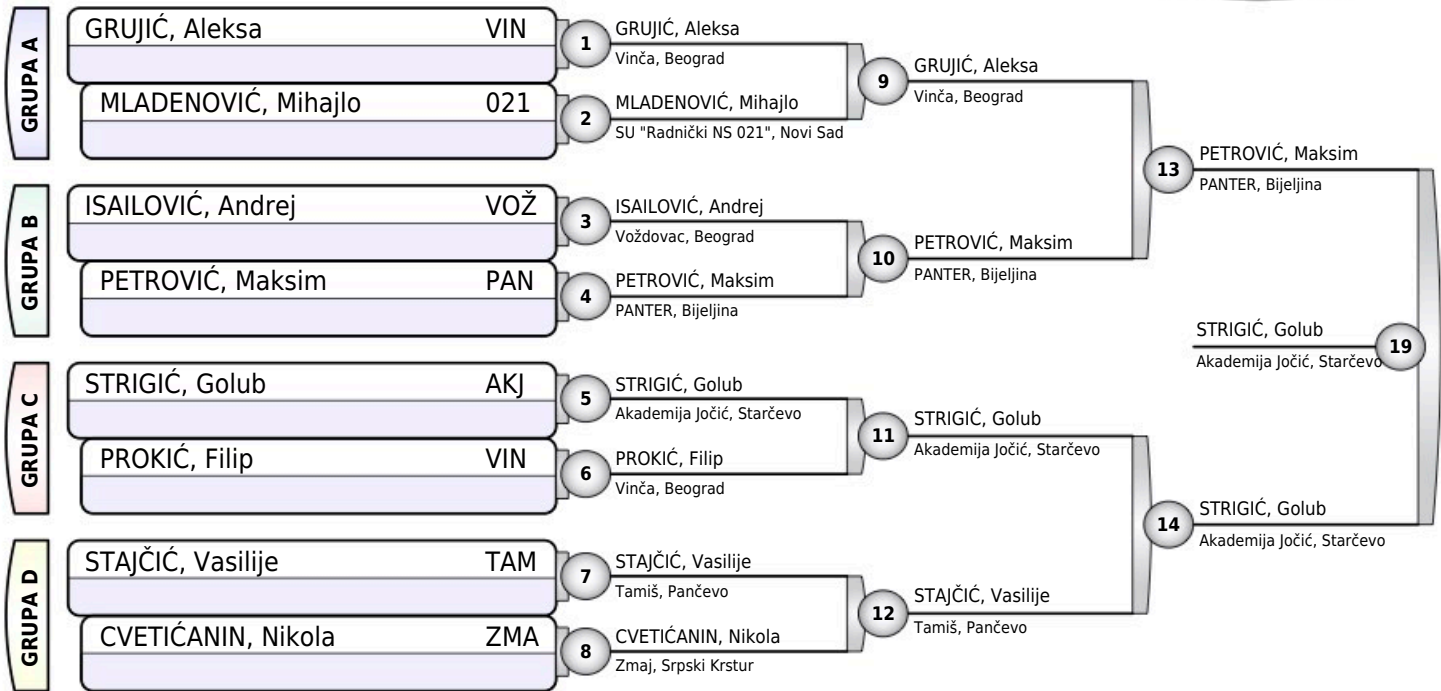 GRUPA A
GRUJIĆ, Aleksa VIN
MLADENOVIĆ, Mihajlo 021
GRUPA B
ISAILOVIĆ, Andrej VOŽ
PETROVIĆ, Maksim PAN
GRUPA C
STRIGIĆ, Golub AKJ
PROKIĆ, Filip VIN
GRUPA D
STAJČIĆ, Vasilije TAM
CVETIĆANIN, Nikola ZMA
1
GRUJIĆ, Aleksa
Vinča, Beograd
2
MLADENOVIĆ, Mihajlo
SU "Radnički NS 021", Novi Sad
3
ISAILOVIĆ, Andrej
Voždovac, Beograd
4
PETROVIĆ, Maksim
PANTER, Bijeljina
5
STRIGIĆ, Golub
Akademija Jočić, Starčevo
6
PROKIĆ, Filip
Vinča, Beograd
7
STAJČIĆ, Vasilije
Tamiš, Pančevo
8
CVETIĆANIN, Nikola
Zmaj, Srpski Krstur
9
GRUJIĆ, Aleksa
Vinča, Beograd
10
PETROVIĆ, Maksim
PANTER, Bijeljina
11
STRIGIĆ, Golub
Akademija Jočić, Starčevo
12
STAJČIĆ, Vasilije
Tamiš, Pančevo
13
PETROVIĆ, Maksim
PANTER, Bijeljina
14
STRIGIĆ, Golub
Akademija Jočić, Starčevo
STRIGIĆ, Golub
Akademija Jočić, Starčevo
19